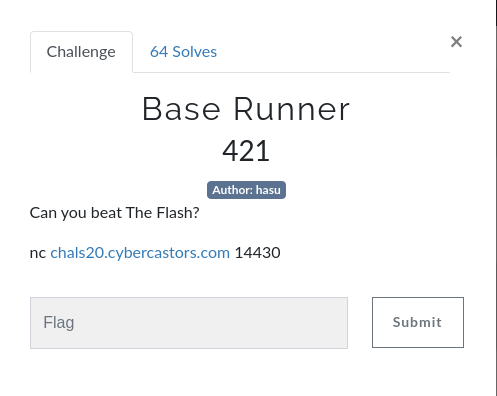 Challenge 64 Solves ×
Base Runner
421
Author: hasu
Can you beat The Flash?
nc chals20.cybercastors.com 14430
Flag Submit